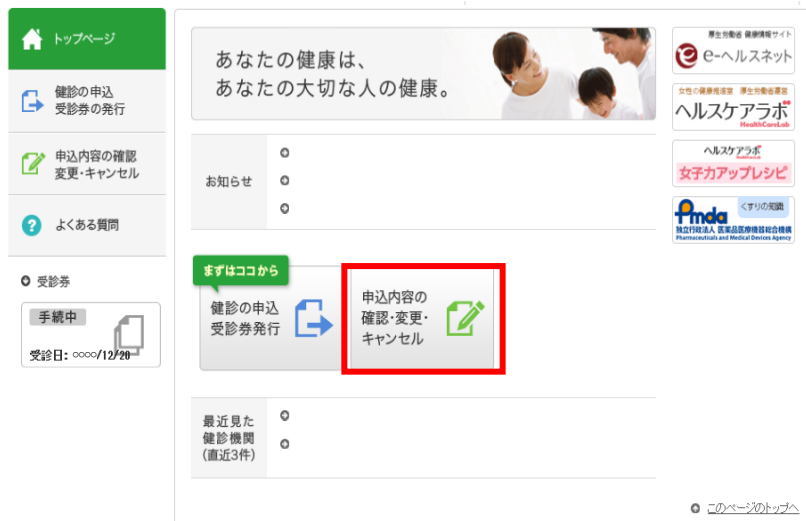 トップページ
健診の申込
受診券の発行
申込内容の確認
変更・キャンセル
よくある質問
受診券
手続中
受診日：○○○○/12/20
あなたの健康は、
あなたの大切な人の健康。
お知らせ
まずはココから
健診の申込
受診券発行
申込内容の
確認・変更・
キャンセル
最近見た
健診機関
(直近3件)
厚生労働省 健康情報サイト
e-ヘルスネット
女性の健康推進室 厚生労働省運営
ヘルスケアラボ
HealthCareLab
ヘルスケアラボ
HealthCareLab
女子力アップレシピ
Pmda
くすりの知識
独立行政法人 医薬品医療機器総合機構
Pharmaceuticals and Medical Devices Agency
このページのトップへ